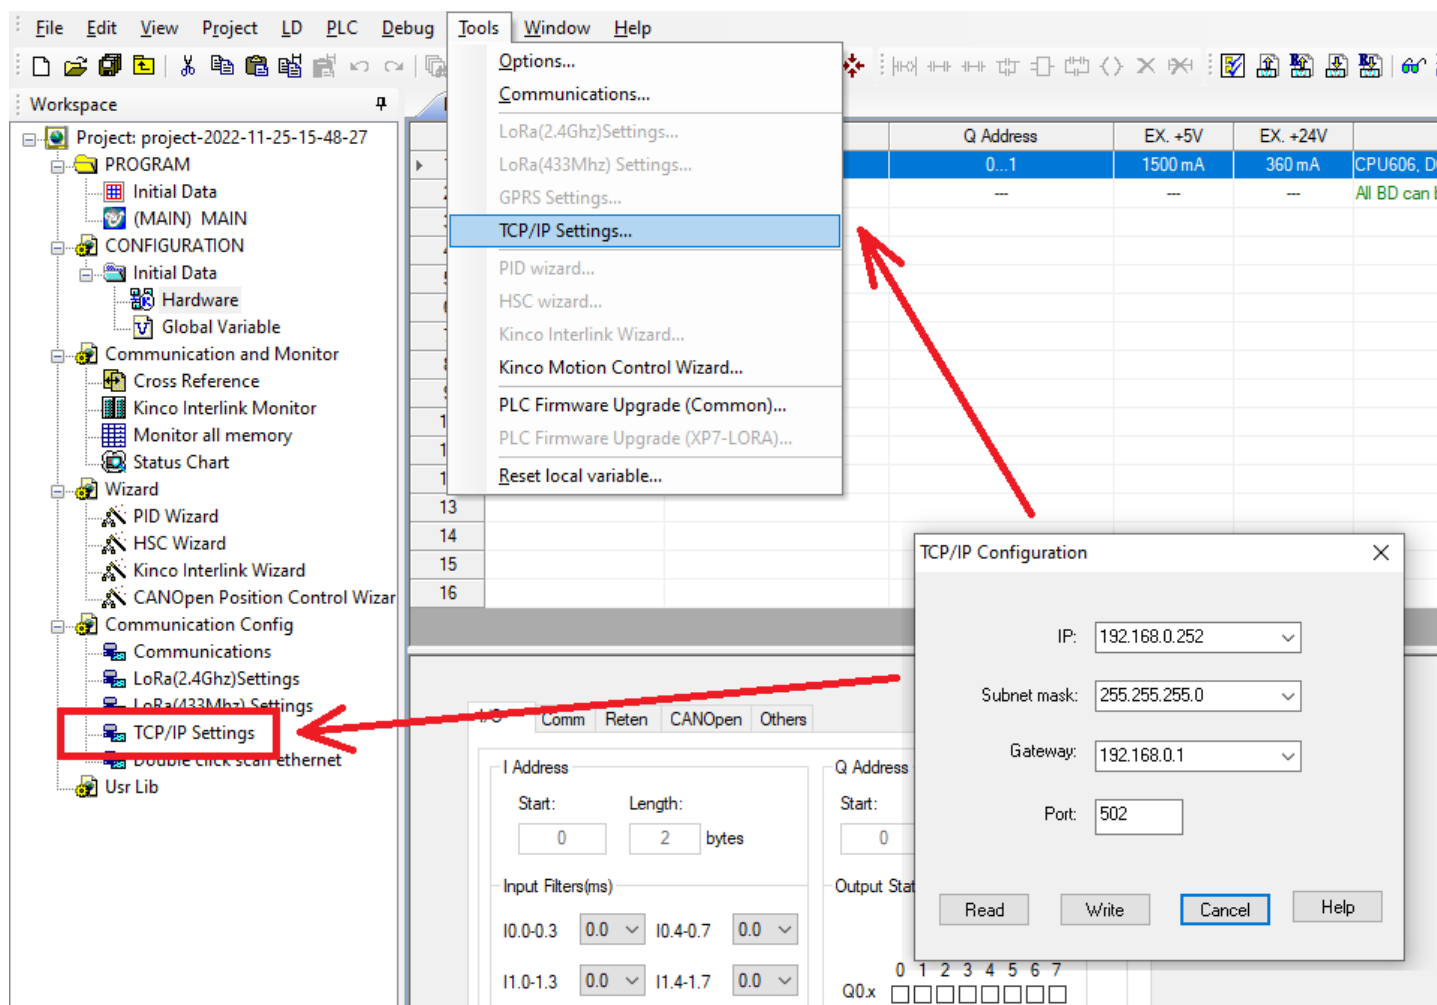 File Edit View Project LD PLC Debug Tools Window Help
Workspace
Project: project-2022-11-25-15-48-27
PROGRAM
Initial Data
(MAIN) MAIN
CONFIGURATION
Initial Data
Hardware
Global Variable
Communication and Monitor
Cross Reference
Kinco Interlink Monitor
Monitor all memory
Status Chart
Wizard
PID Wizard
HSC Wizard
Kinco Interlink Wizard
CANOpen Position Control Wizar
Communication Config
Communications
LoRa(2.4Ghz)Settings
LoRa(433Mhz) Settings
TCP/IP Settings
Double click scan ethernet
Usr Lib
Options...
Communications...
LoRa(2.4Ghz)Settings...
LoRa(433Mhz) Settings...
GPRS Settings...
TCP/IP Settings...
PID wizard...
HSC wizard...
Kinco Interlink Wizard...
Kinco Motion Control Wizard...
PLC Firmware Upgrade (Common)...
PLC Firmware Upgrade (XP7-LORA)...
Reset local variable...
Q Address EX. +5V EX. +24V
0...1 1500 mA 360 mA CPU606, D
--- --- --- All BD can
13
14
15
16
I/O Comm Reten CANOpen Others
I Address
Start: Length:
0 2 bytes
Input Filters(ms)
I0.0-0.3 0.0 I0.4-0.7 0.0
I1.0-1.3 0.0 I1.4-1.7 0.0
Q Address
Start:
0
Output Stat
0 1 2 3 4 5 6 7
Q0.x
TCP/IP Configuration
IP: 192.168.0.252
Subnet mask: 255.255.255.0
Gateway: 192.168.0.1
Port: 502
Read Write Cancel Help